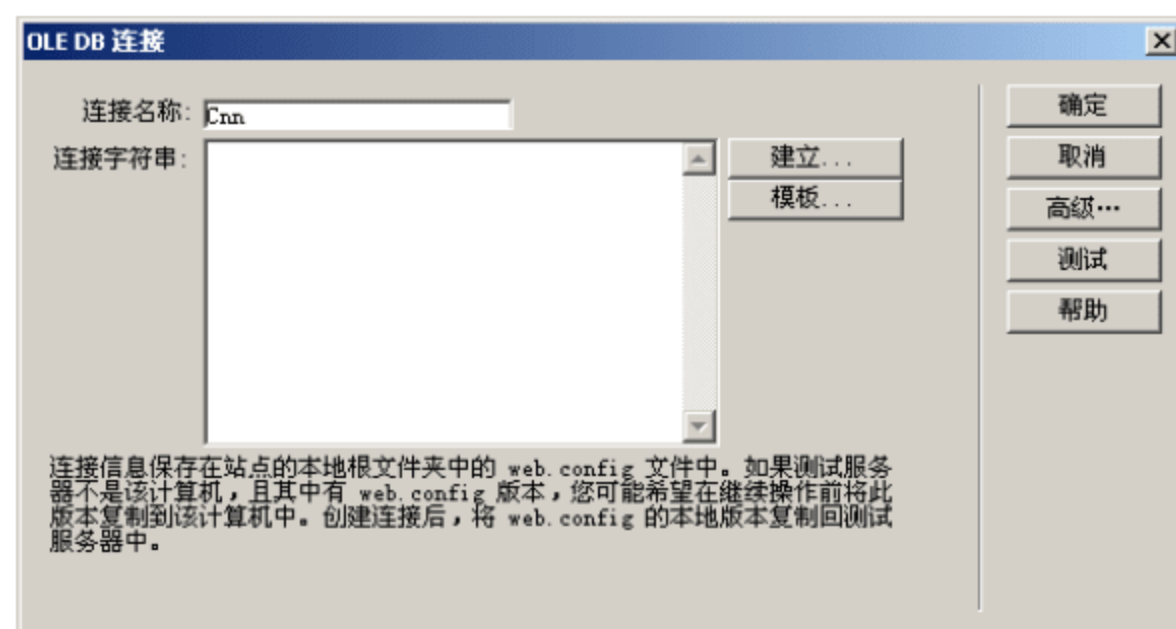 OLE DB 连接
连接名称: Cnn
连接字符串:
建立...
模板...
确定
取消
高级…
测试
帮助
连接信息保存在站点的本地根文件夹中的 web.config 文件中。如果测试服务
器不是该计算机，且其中有 web.config 版本，您可能希望在继续操作前将此
版本复制到该计算机中。创建连接后，将 web.config 的本地版本复制回测试
服务器中。